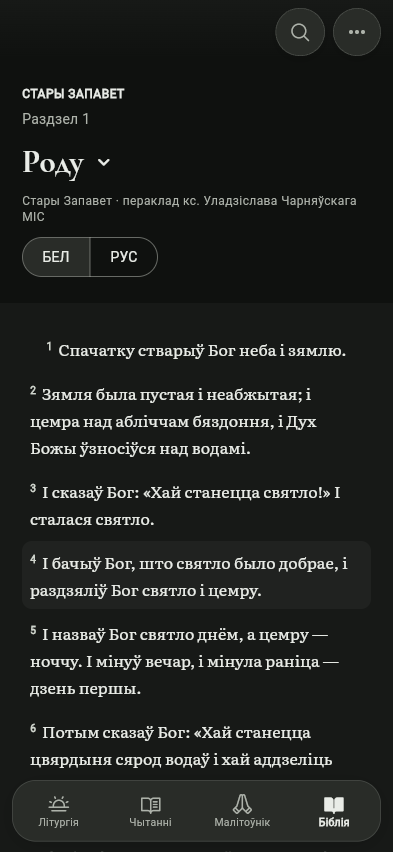 СТАРЫ ЗАПАВЕТ
Раздзел 1
Роду
Стары Запавет · пераклад кс. Уладзіслава Чарняўскага
МІС
БЕЛ РУС
1 Спачатку стварыў Бог неба і зямлю.
2 Зямля была пустая і неабжытая; і
цемра над абліччам бяздоння, і Дух
Божы ўзносіўся над водамі.
3 І сказаў Бог: «Хай станецца святло!» І
сталася святло.
4 І бачыў Бог, што святло было добрае, і
раздзяліў Бог святло і цемру.
5 І назваў Бог святло днём, а цемру —
ноччу. І мінуў вечар, і мінула раніца —
дзень першы.
6 Потым сказаў Бог: «Хай станецца
цвярдыня сярод водаў і хай аддзеліць
Літургія Чытанні Малітоўнік Біблія